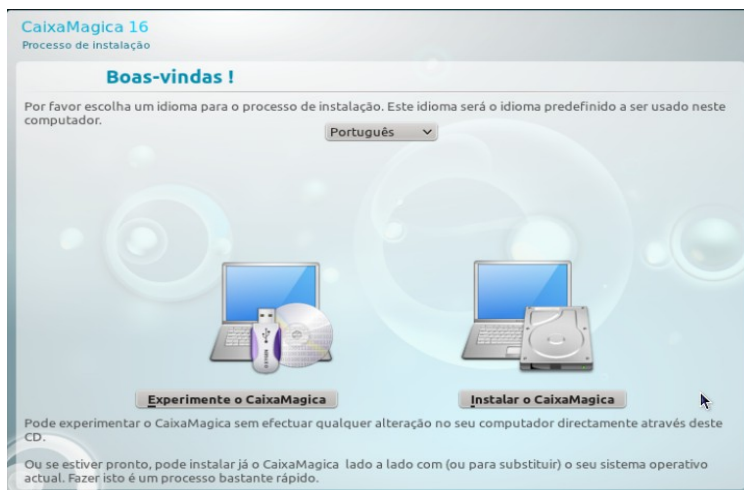 CaixaMagica 16
Processo de instalação
Boas-vindas !
Por favor escolha um idioma para o processo de instalação. Este idioma será o idioma predefinido a ser usado neste
computador.
Português
Experimente o CaixaMagica
Instalar o CaixaMagica
Pode experimentar o CaixaMagica sem efectuar qualquer alteração no seu computador directamente através deste
CD.
Ou se estiver pronto, pode instalar já o CaixaMagica lado a lado com (ou para substituir) o seu sistema operativo
actual. Fazer isto é um processo bastante rápido.